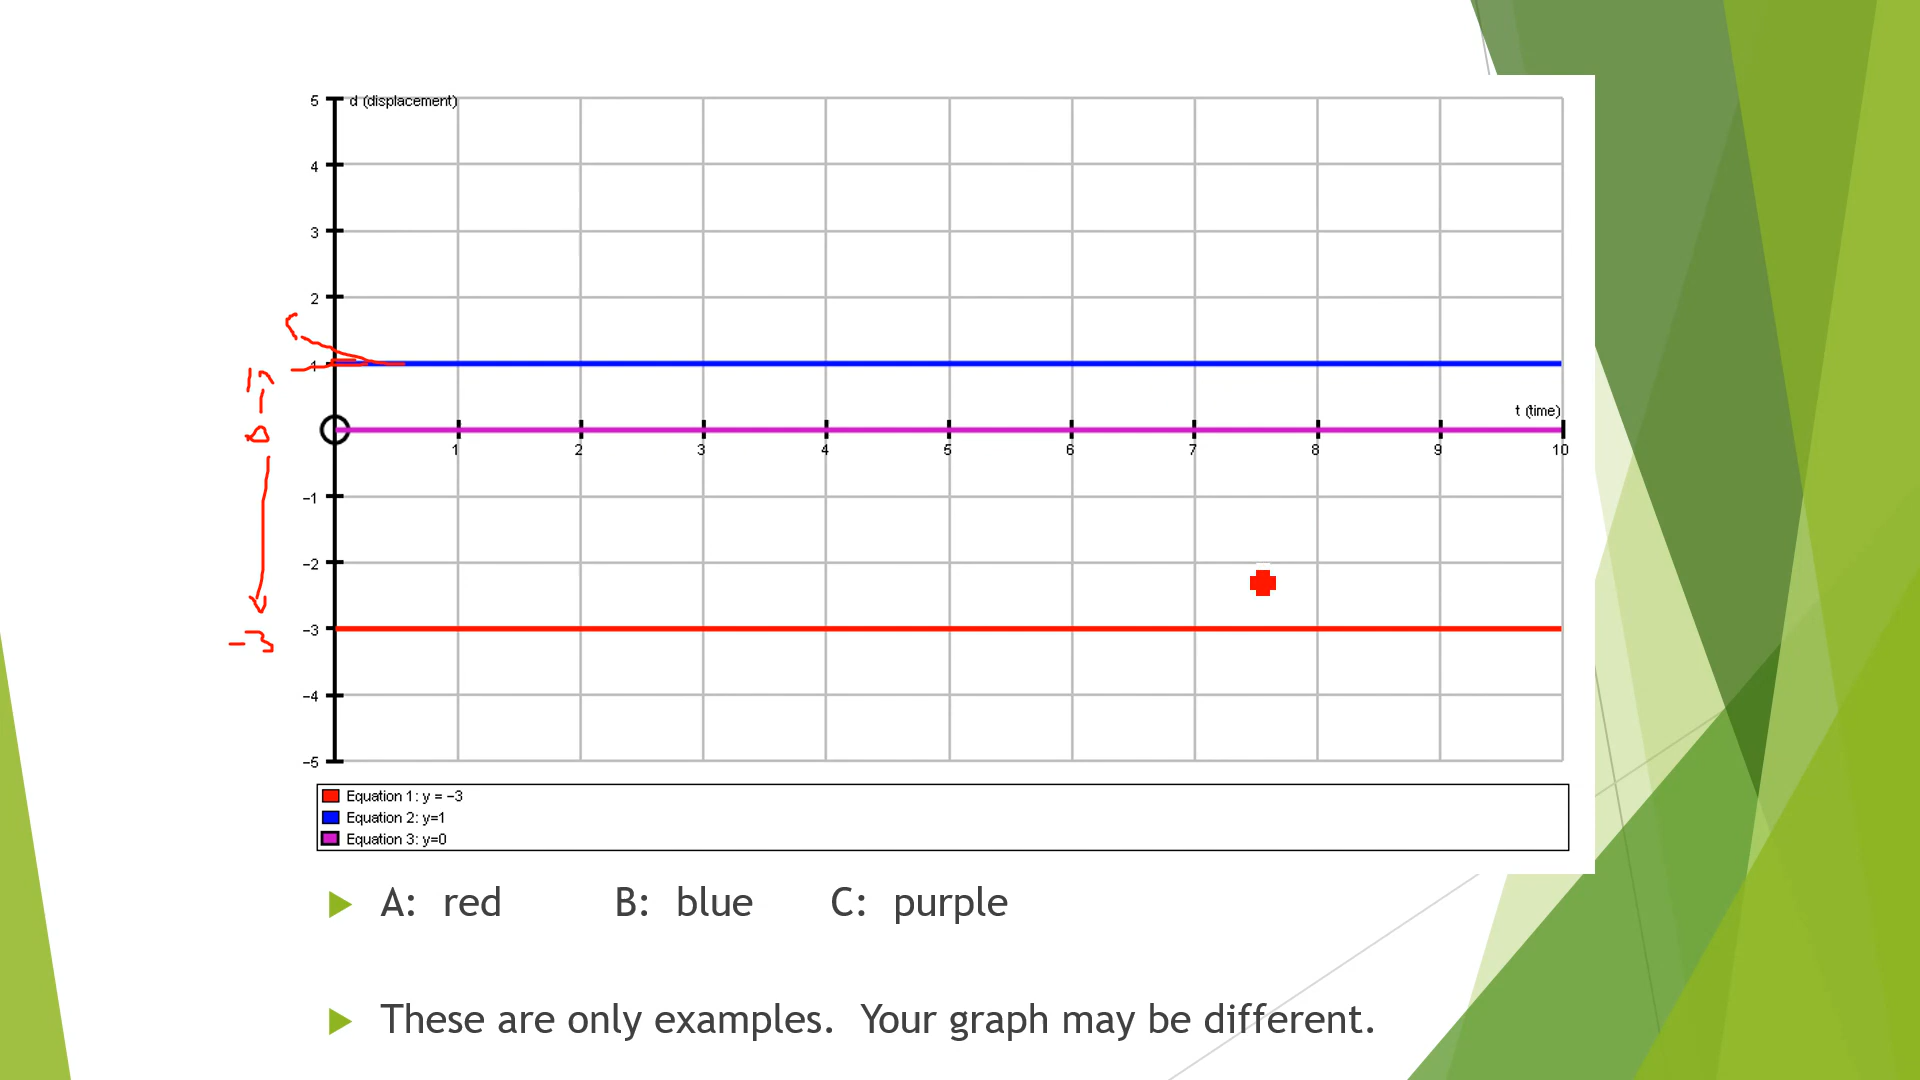 d (displacement)
5
4
3
2
1
t (time)
1 2 3 4 5 6 7 8 9 10
0
−1
−2
−3
−3
−4
−5
Equation 1: y = −3
Equation 2: y=1
Equation 3: y=0
A: red B: blue C: purple
These are only examples. Your graph may be different.